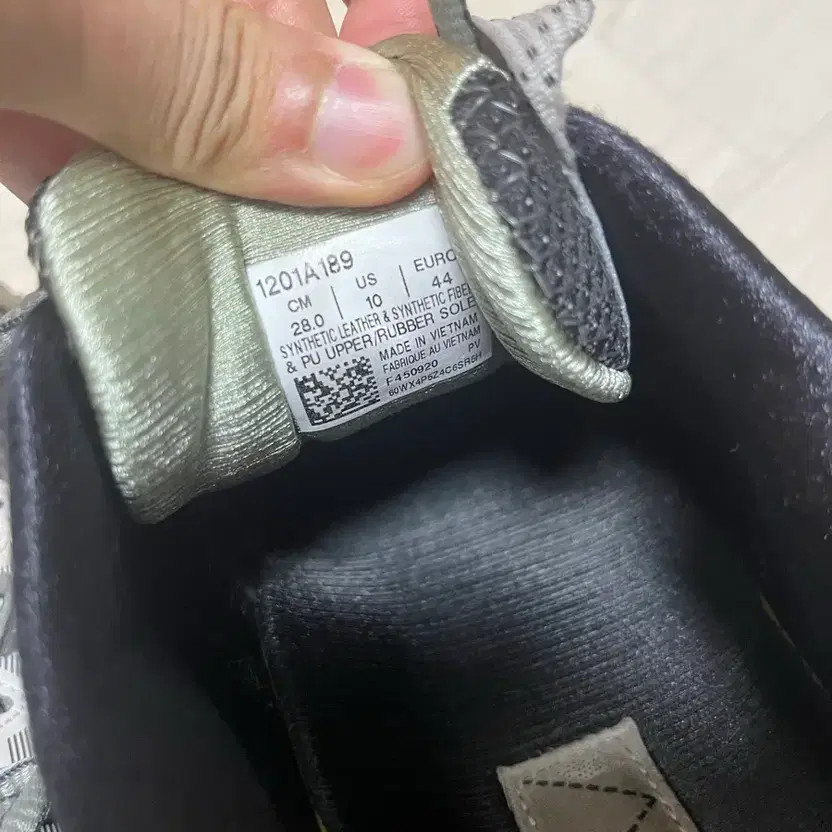 1201A189
CM | US | EURO
28.0 | 10 | 44
SYNTHETIC LEATHER & SYNTHETIC FIBER
& PU UPPER/RUBBER SOLE
MADE IN VIETNAM
FABRIQUE AU VIETNAM
F450920 PV